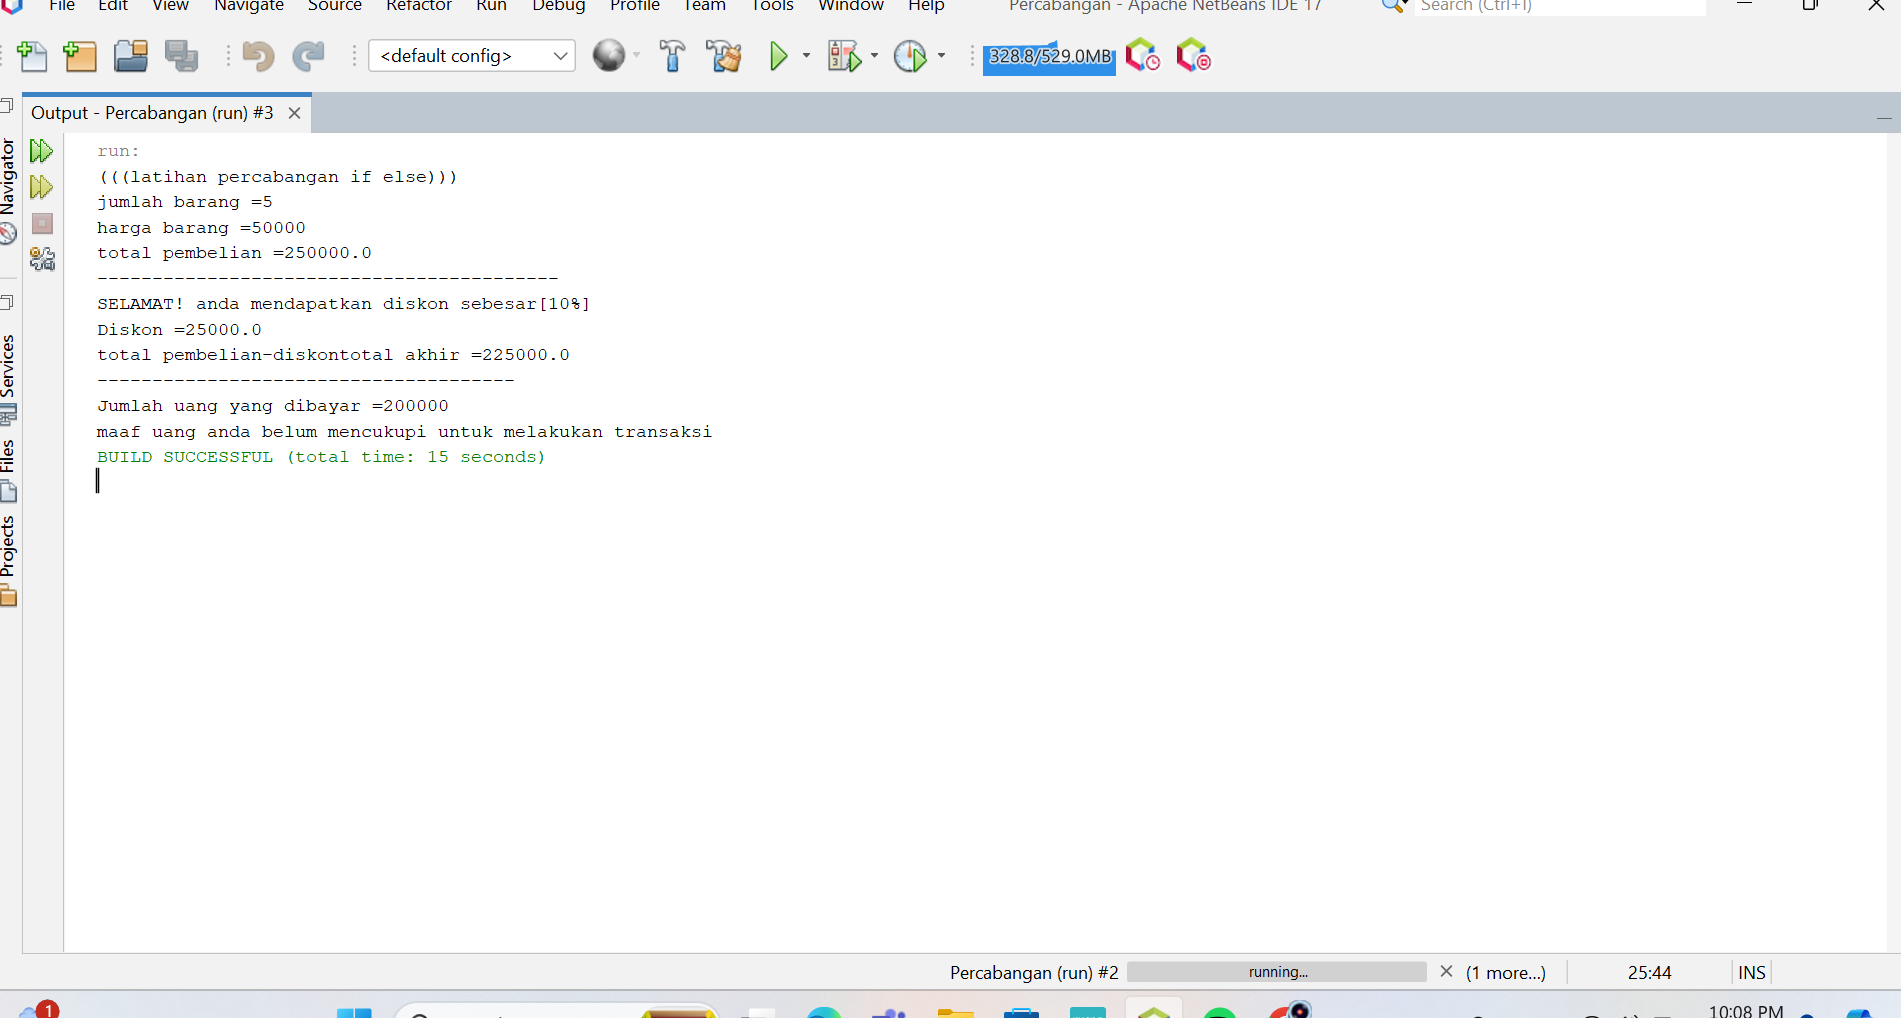 File Edit View Navigate Source Refactor Run Debug Profile Team Tools Window Help Percabangan - Apache NetBeans IDE 17 Search (Ctrl+I)
<default config> 328.8/529.0MB
Output - Percabangan (run) #3
Navigator
Services
Files
Projects
run:
(((latihan percabangan if else)))
jumlah barang =5
harga barang =50000
total pembelian =250000.0
------------------------------------------
SELAMAT! anda mendapatkan diskon sebesar[10%]
Diskon =25000.0
total pembelian-diskontotal akhir =225000.0
--------------------------------------
Jumlah uang yang dibayar =200000
maaf uang anda belum mencukupi untuk melakukan transaksi
BUILD SUCCESSFUL (total time: 15 seconds)
Percabangan (run) #2 running... (1 more...) 25:44 INS
1 10:08 PM